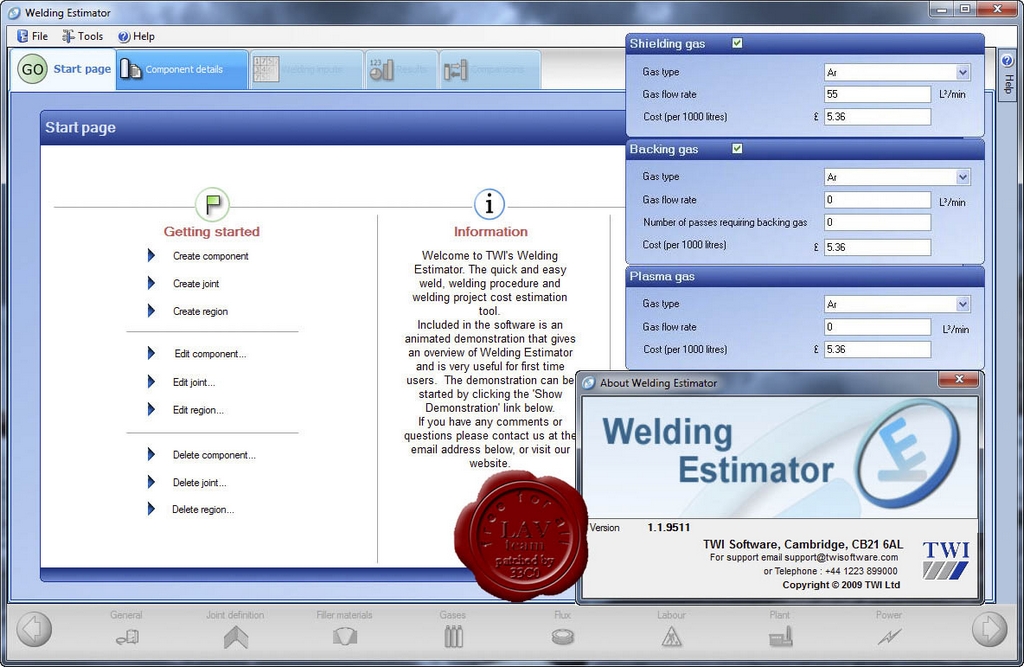 Welding Estimator
File Tools Help
GO Start page
Component details
Welding inputs
Results
Comparisons
Help
Start page
Getting started
Create component
Create joint
Create region
Edit component...
Edit joint...
Edit region...
Delete component...
Delete joint...
Delete region...
Information
Welcome to TWI's Welding
Estimator. The quick and easy
weld, welding procedure and
welding project cost estimation
tool.
Included in the software is an
animated demonstration that gives
an overview of Welding Estimator
and is very useful for first time
users. The demonstration can be
started by clicking the 'Show
Demonstration' link below.
If you have any comments or
questions please contact us at the
email address below, or visit our
website.
Shielding gas
Gas type Ar
Gas flow rate 55 L³/min
Cost (per 1000 litres) £ 5.36
Backing gas
Gas type Ar
Gas flow rate 0 L³/min
Number of passes requiring backing gas 0
Cost (per 1000 litres) £ 5.36
Plasma gas
Gas type Ar
Gas flow rate 0 L³/min
Cost (per 1000 litres) £ 5.36
About Welding Estimator
Welding
Estimator
Version 1.1.9511
TWI Software, Cambridge, CB21 6AL
For support email support@twisoftware.com
or Telephone : +44 1223 899000
Copyright © 2009 TWI Ltd
TWI
LAV
team
patched by
General
Joint definition
Filler materials
Gases
Flux
Labour
Plant
Power